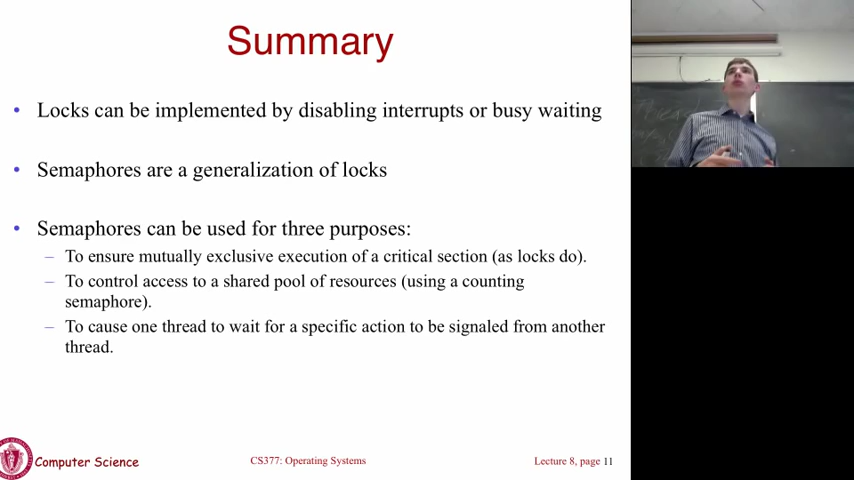 Summary
• Locks can be implemented by disabling interrupts or busy waiting
• Semaphores are a generalization of locks
• Semaphores can be used for three purposes:
– To ensure mutually exclusive execution of a critical section (as locks do).
– To control access to a shared pool of resources (using a counting
semaphore).
– To cause one thread to wait for a specific action to be signaled from another
thread.
Computer Science
CS377: Operating Systems
Lecture 8, page 11